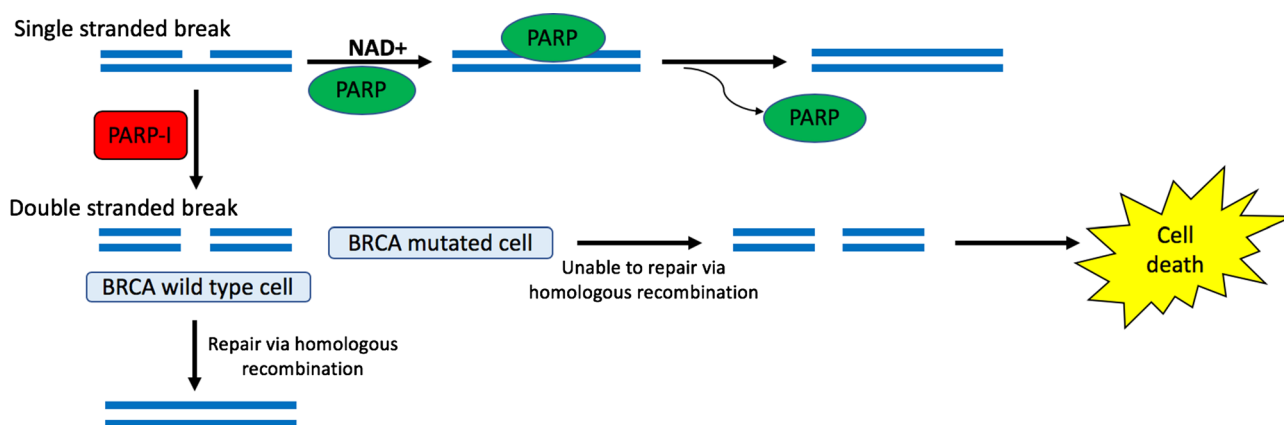 Single stranded break
NAD+
PARP
PARP
PARP
PARP-I
Double stranded break
BRCA mutated cell
Unable to repair via
homologous recombination
Cell
death
BRCA wild type cell
Repair via homologous
recombination